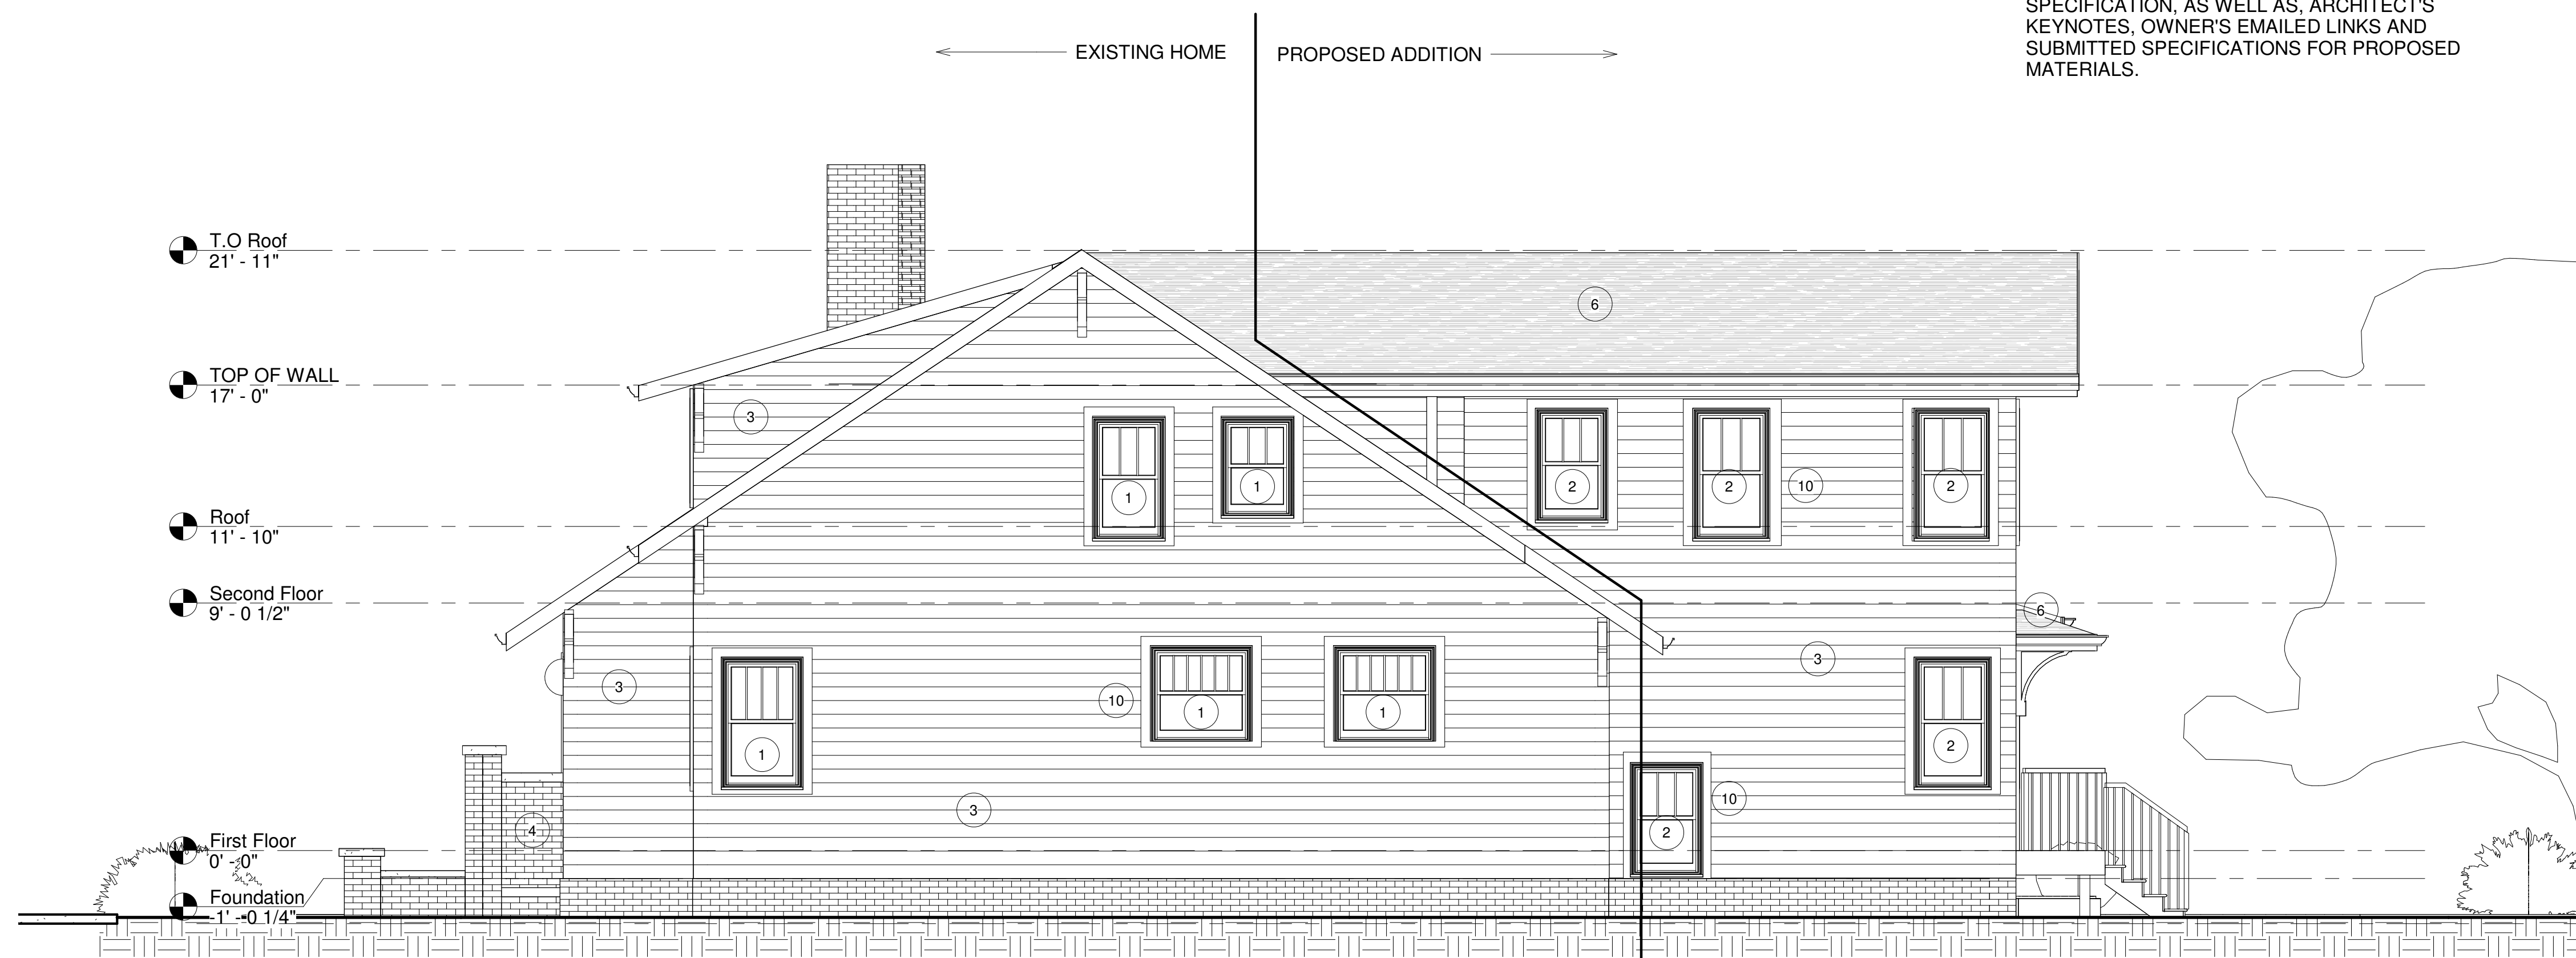 SPECIFICATION, AS WELL AS, ARCHITECT'S
KEYNOTES, OWNER'S EMAILED LINKS AND
SUBMITTED SPECIFICATIONS FOR PROPOSED
MATERIALS.
EXISTING HOME
PROPOSED ADDITION
T.O Roof
21' - 11"
6
TOP OF WALL
17' - 0"
3
1
1
2
2
10
2
Roof
11' - 10"
Second Floor
9' - 0 1/2"
6
3
3
10
1
1
1
2
3
10
4
2
First Floor
0' - 0"
Foundation
-1' - 0 1/4"